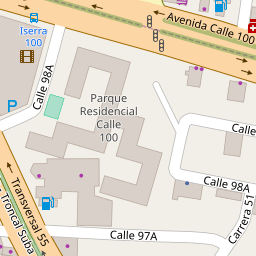 Iserra
100
Avenida Calle 100
Calle 98A
P
Parque
Residencial
Calle
100
Calle
Calle 98A
Carrera 51
Transversal 55
Troncal Suba
Calle 97A